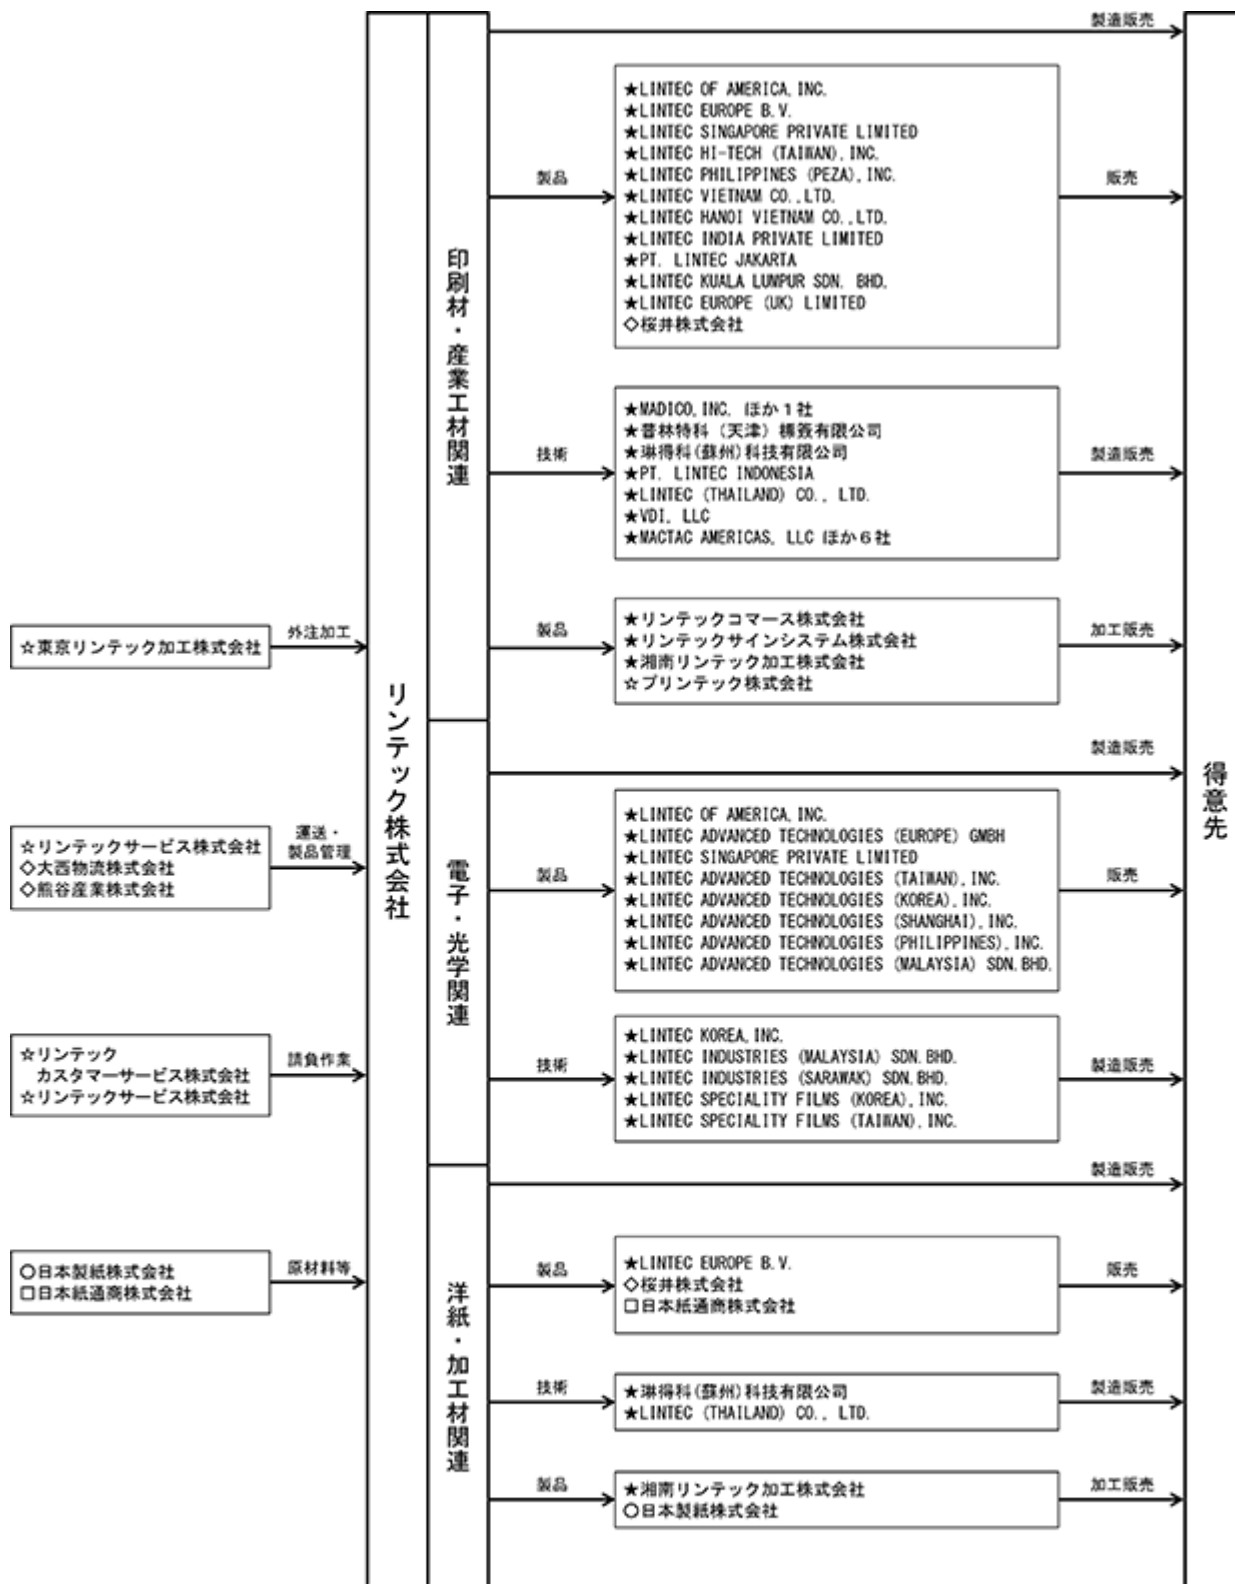 ☆東京リンテック加工株式会社
外注加工
☆リンテックサービス株式会社
◇大西物流株式会社
◇熊谷産業株式会社
運送・
製品管理
☆リンテック
カスタマーサービス株式会社
☆リンテックサービス株式会社
請負作業
○日本製紙株式会社
□日本紙通商株式会社
原材料等
リンテック株式会社
印刷材・産業工材関連
製造販売
製品
★LINTEC OF AMERICA, INC.
★LINTEC EUROPE B.V.
★LINTEC SINGAPORE PRIVATE LIMITED
★LINTEC HI-TECH (TAIWAN), INC.
★LINTEC PHILIPPINES (PEZA), INC.
★LINTEC VIETNAM CO., LTD.
★LINTEC HANOI VIETNAM CO., LTD.
★LINTEC INDIA PRIVATE LIMITED
★PT. LINTEC JAKARTA
★LINTEC KUALA LUMPUR SDN. BHD.
★LINTEC EUROPE (UK) LIMITED
◇桜井株式会社
販売
技術
★MADICO, INC. ほか1社
★普林特科（天津）標簽有限公司
★琳得科(蘇州)科技有限公司
★PT. LINTEC INDONESIA
★LINTEC (THAILAND) CO., LTD.
★VDI, LLC
★MACTAC AMERICAS, LLC ほか6社
製造販売
製品
★リンテックコマース株式会社
★リンテックサインシステム株式会社
★湘南リンテック加工株式会社
☆プリンテック株式会社
加工販売
電子・光学関連
製造販売
製品
★LINTEC OF AMERICA, INC.
★LINTEC ADVANCED TECHNOLOGIES (EUROPE) GMBH
★LINTEC SINGAPORE PRIVATE LIMITED
★LINTEC ADVANCED TECHNOLOGIES (TAIWAN), INC.
★LINTEC ADVANCED TECHNOLOGIES (KOREA), INC.
★LINTEC ADVANCED TECHNOLOGIES (SHANGHAI), INC.
★LINTEC ADVANCED TECHNOLOGIES (PHILIPPINES), INC.
★LINTEC ADVANCED TECHNOLOGIES (MALAYSIA) SDN.BHD.
販売
技術
★LINTEC KOREA, INC.
★LINTEC INDUSTRIES (MALAYSIA) SDN.BHD.
★LINTEC INDUSTRIES (SARAWAK) SDN.BHD.
★LINTEC SPECIALITY FILMS (KOREA), INC.
★LINTEC SPECIALITY FILMS (TAIWAN), INC.
製造販売
洋紙・加工材関連
製造販売
製品
★LINTEC EUROPE B.V.
◇桜井株式会社
□日本紙通商株式会社
販売
技術
★琳得科(蘇州)科技有限公司
★LINTEC (THAILAND) CO., LTD.
製造販売
製品
★湘南リンテック加工株式会社
○日本製紙株式会社
加工販売
得意先